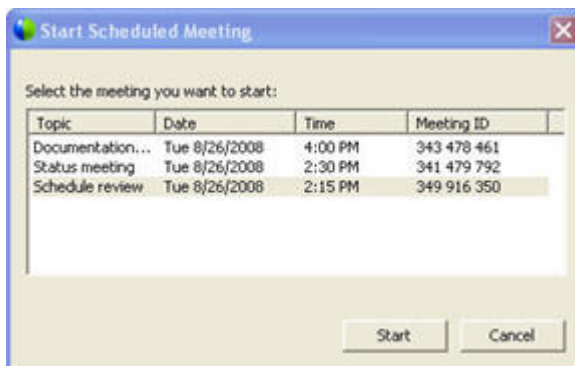 Start Scheduled Meeting
Select the meeting you want to start:
Topic Date Time Meeting ID
Documentation... Tue 8/26/2008 4:00 PM 343 478 461
Status meeting Tue 8/26/2008 2:30 PM 341 479 792
Schedule review Tue 8/26/2008 2:15 PM 349 916 350
Start Cancel